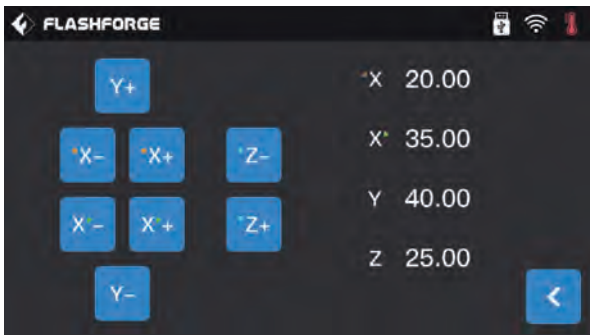 FLASHFORGE
Y+
X-
X+
Z-
X-
X+
Z+
Y-
X 20.00
X 35.00
Y 40.00
Z 25.00